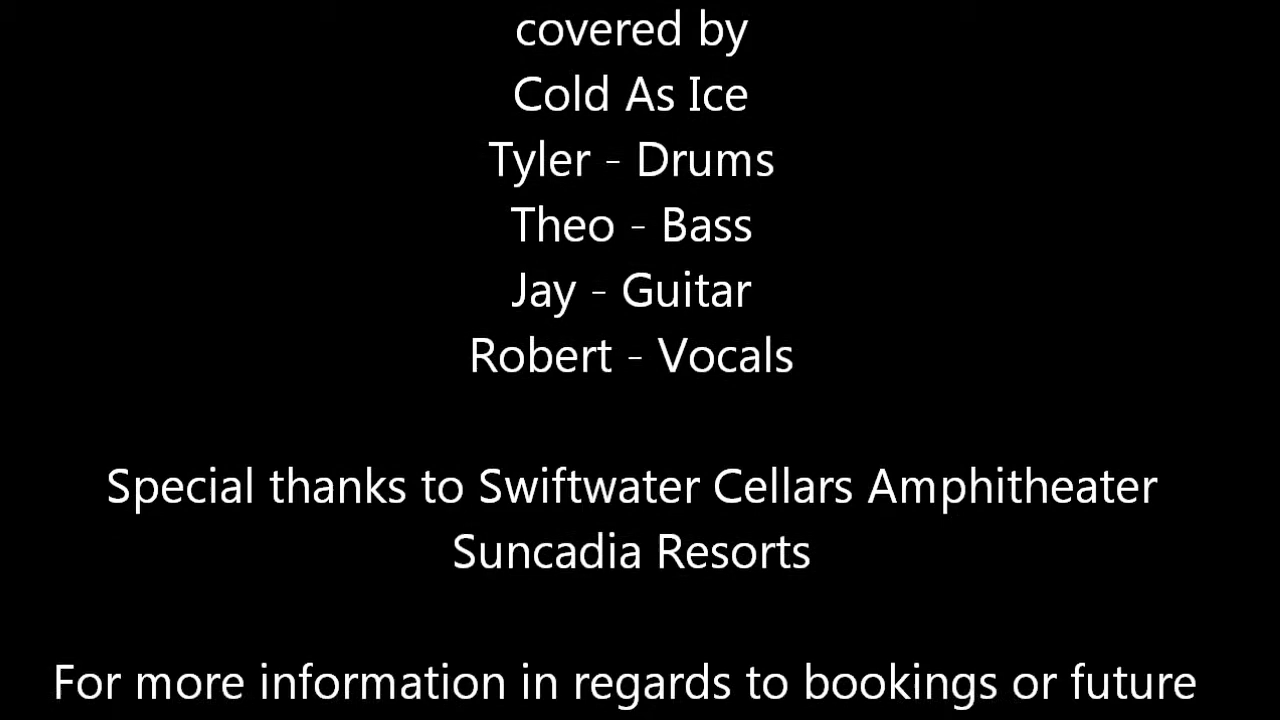 covered by
Cold As Ice
Tyler - Drums
Theo - Bass
Jay - Guitar
Robert - Vocals
Special thanks to Swiftwater Cellars Amphitheater
Suncadia Resorts
For more information in regards to bookings or future